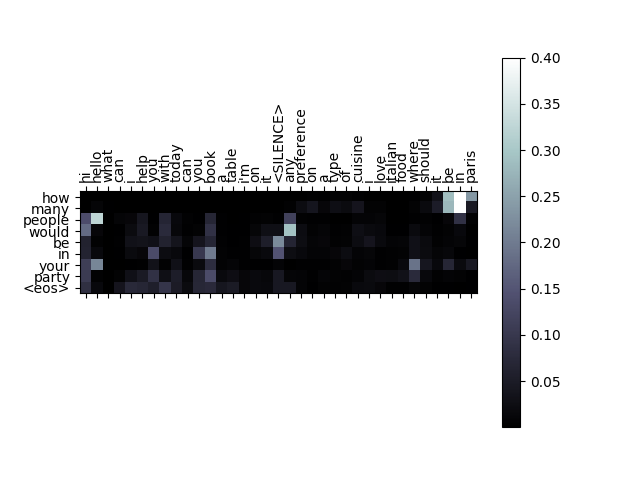 hi hello what can i help you with today can you book a table i'm on it <SILENCE> any preference on a type of cuisine i love italian food where should it be in paris
how
many
people
would
be
in
your
party
<eos>
0.40
0.35
0.30
0.25
0.20
0.15
0.10
0.05